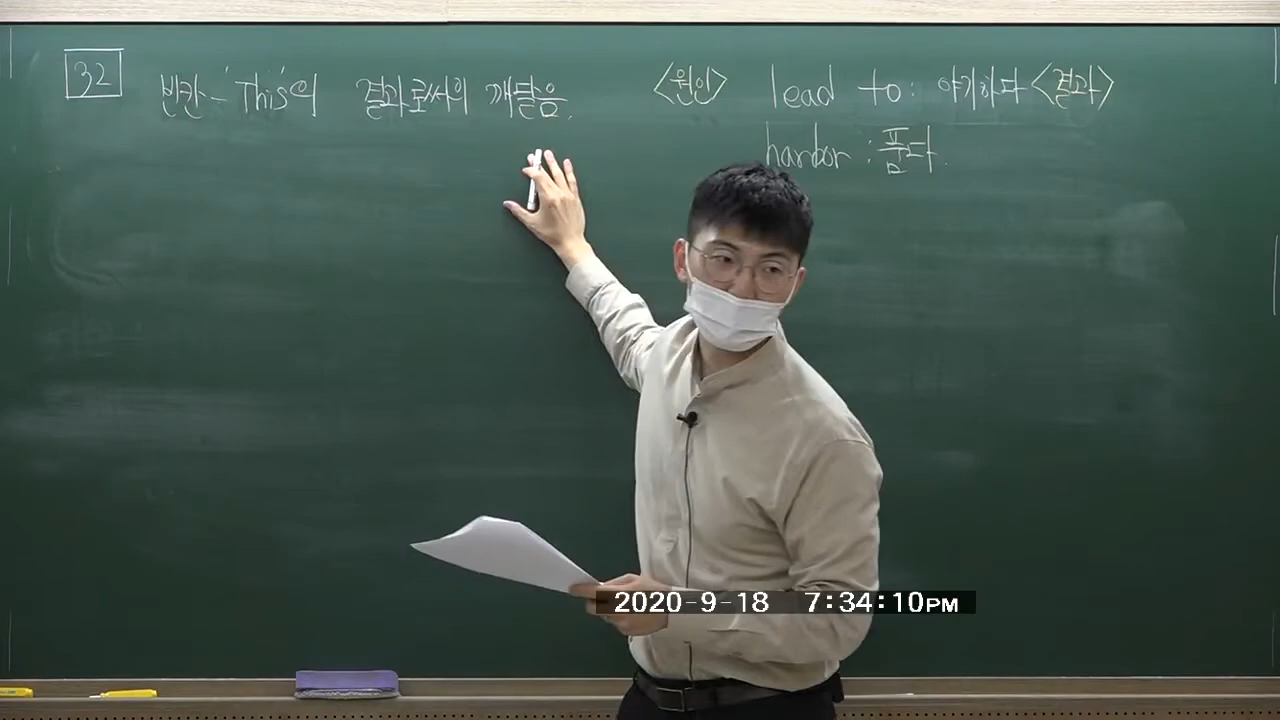 32 빈칸-'This'의 결과로써의 깨달음. <원인> lead to: 야기하다 <결과>
harbor: 품다.
2020-9-18 7:34:10PM